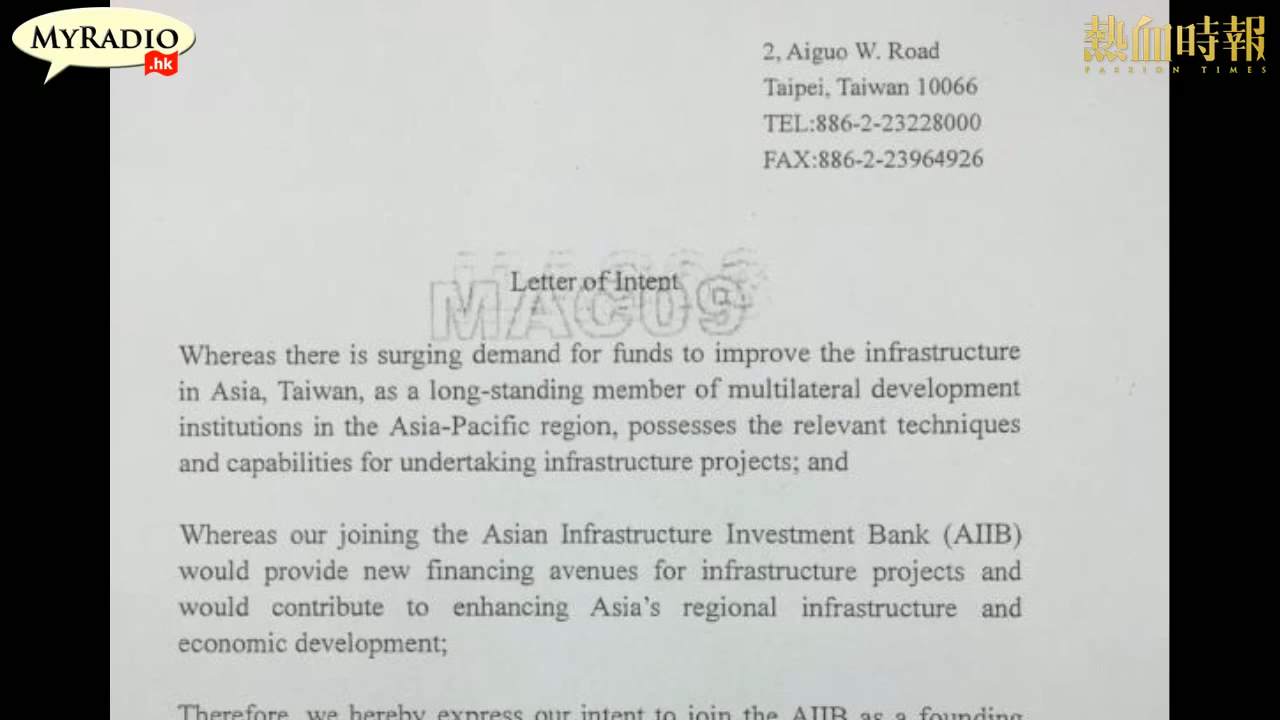 MYRADIO
.hk
熱血時報
PASSION TIMES
2, Aiguo W. Road
Taipei, Taiwan 10066
TEL:886-2-23228000
FAX:886-2-23964926
Letter of Intent
MAC09
Whereas there is surging demand for funds to improve the infrastructure
in Asia, Taiwan, as a long-standing member of multilateral development
institutions in the Asia-Pacific region, possesses the relevant techniques
and capabilities for undertaking infrastructure projects; and
Whereas our joining the Asian Infrastructure Investment Bank (AIIB)
would provide new financing avenues for infrastructure projects and
would contribute to enhancing Asia's regional infrastructure and
economic development;
Therefore, we hereby express our intent to join the AIIB as a founding